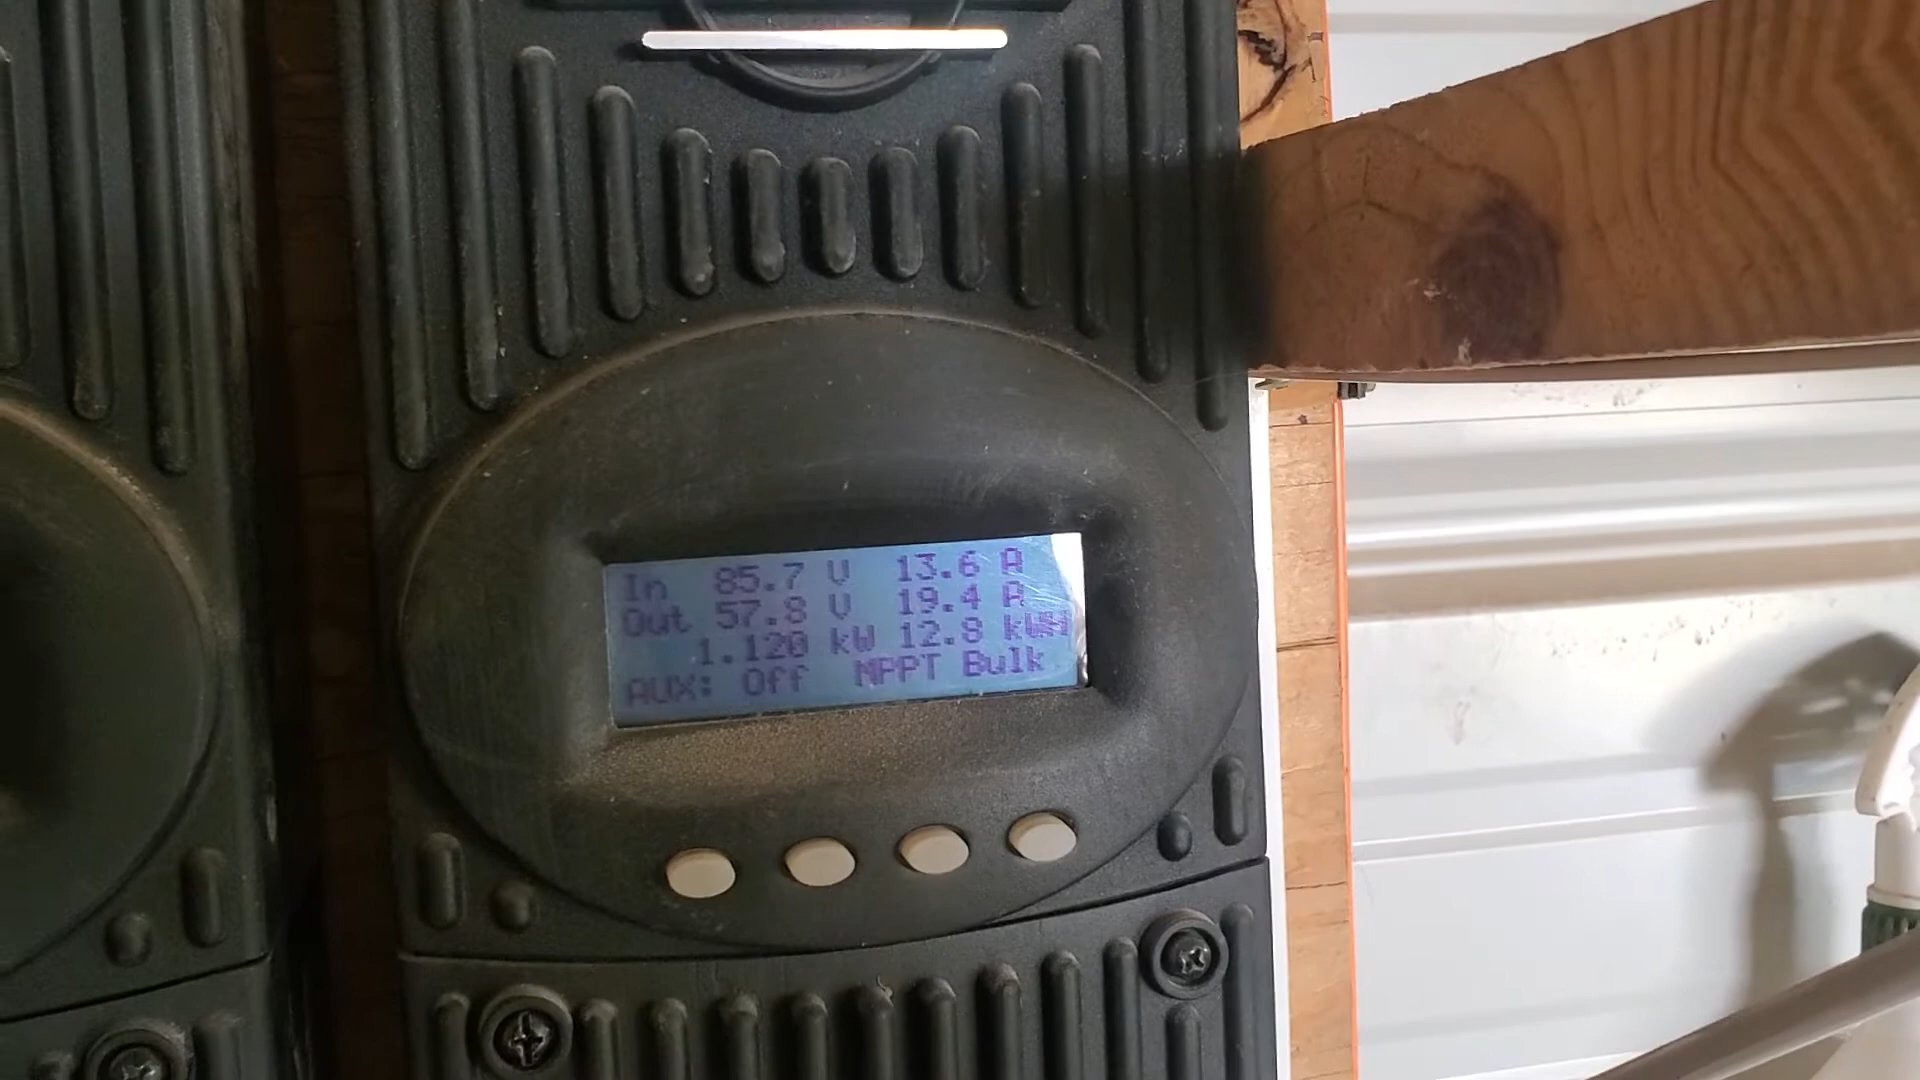 In 85.7 V 13.6 A
Out 57.8 V 19.4 A
1.120 kW 12.8 kWH
AUX: Off MPPT Bulk